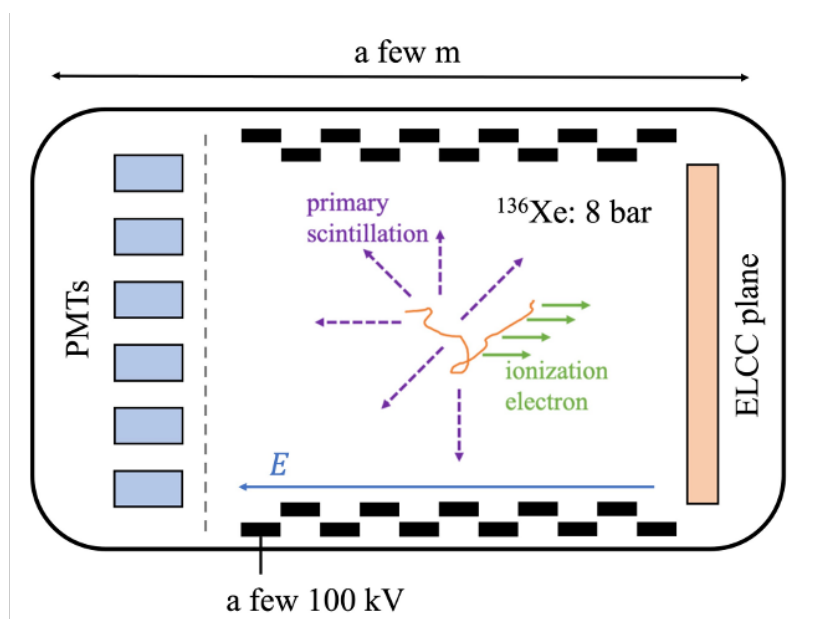 a few m
primary
scintillation
¹³⁶Xe: 8 bar
PMTs
ELCC plane
ionization
electron
E
a few 100 kV